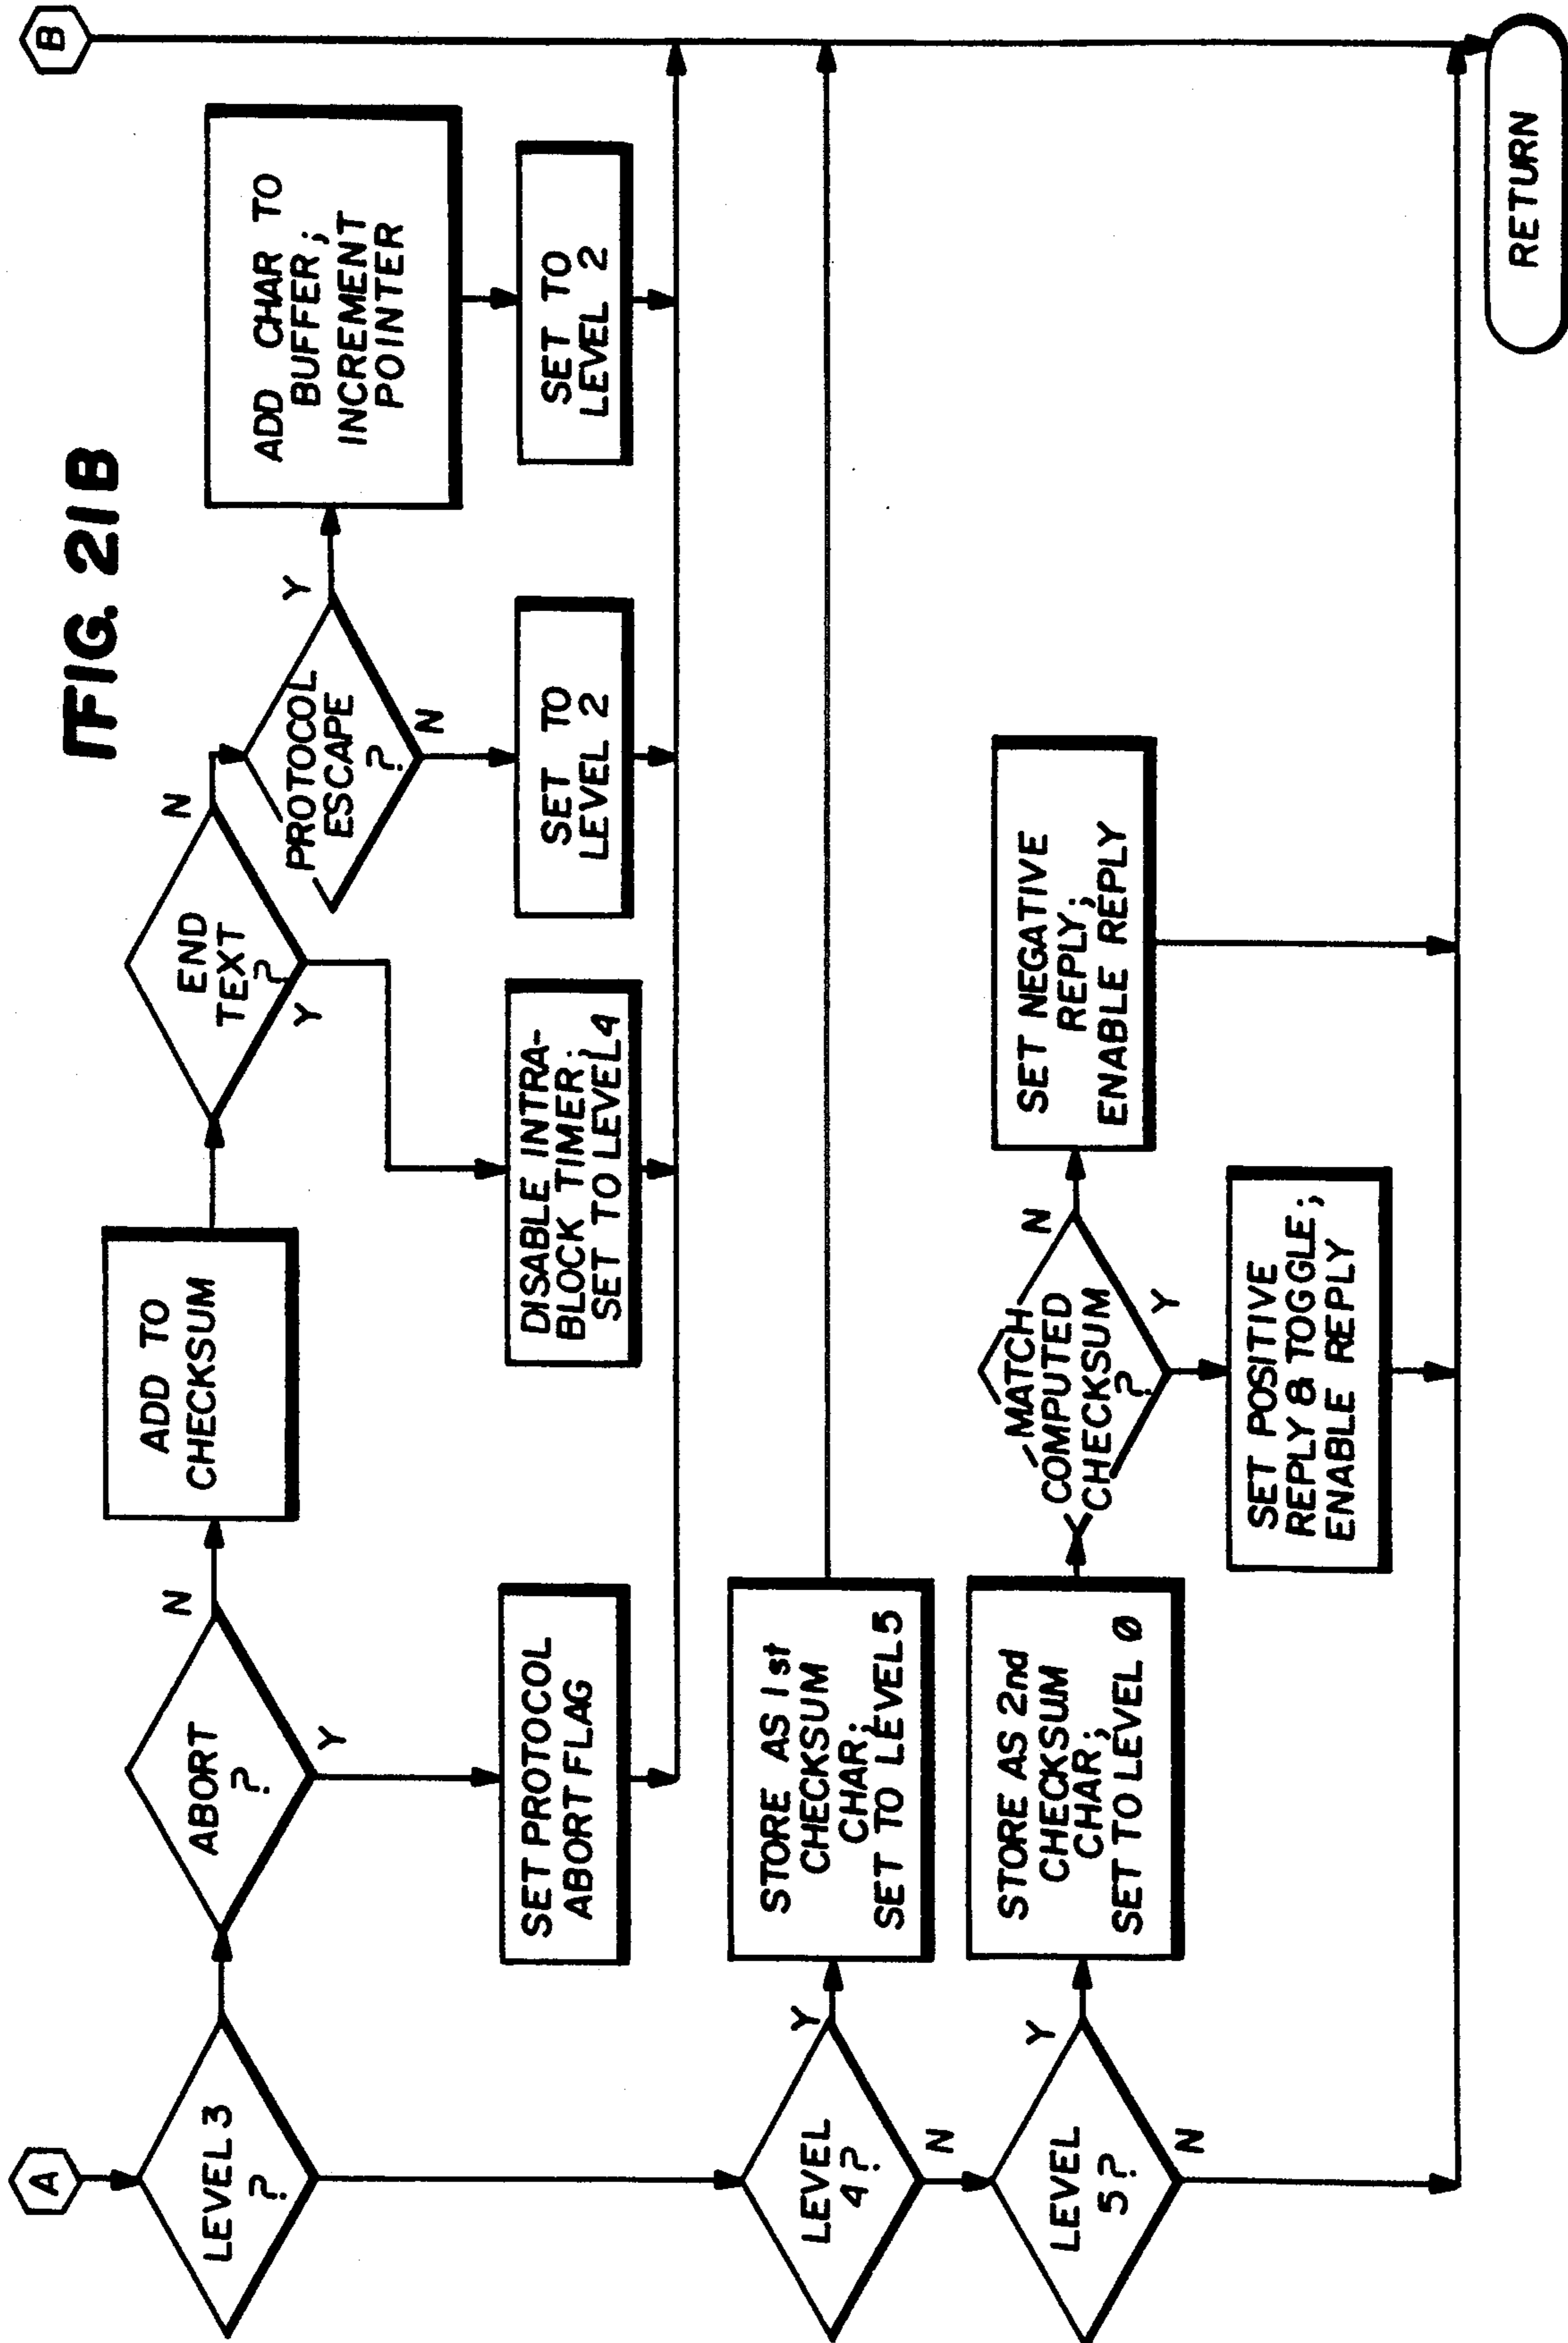 FIG. 21B
A
B
LEVEL 3
?
ABORT
?
N
Y
ADD TO
CHECKSUM
END
TEXT
?
N
Y
PROTOCOL
ESCAPE
?
Y
N
ADD CHAR TO
BUFFER;
INCREMENT
POINTER
SET PROTOCOL
ABORT FLAG
DISABLE INTRA-
BLOCK TIMER;
SET TO LEVEL 4
SET TO
LEVEL 2
SET TO
LEVEL 2
LEVEL
4?
Y
N
STORE AS 1st
CHECKSUM
CHAR;
SET TO LEVEL 5
LEVEL
5?
Y
N
STORE AS 2nd
CHECKSUM
CHAR;
SET TO LEVEL Ø
MATCH
COMPUTED
CHECKSUM
?
N
Y
SET NEGATIVE
REPLY;
ENABLE REPLY
SET POSITIVE
REPLY & TOGGLE;
ENABLE REPLY
RETURN